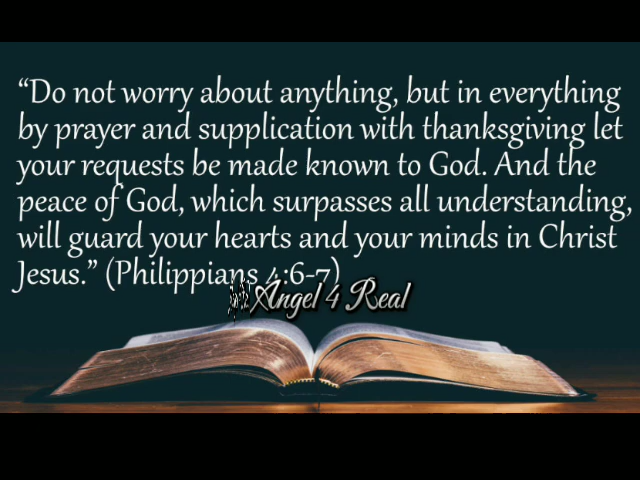 “Do not worry about anything, but in everything
by prayer and supplication with thanksgiving let
your requests be made known to God. And the
peace of God, which surpasses all understanding,
will guard your hearts and your minds in Christ
Jesus.” (Philippians 4:6-7)
Angel 4 Real